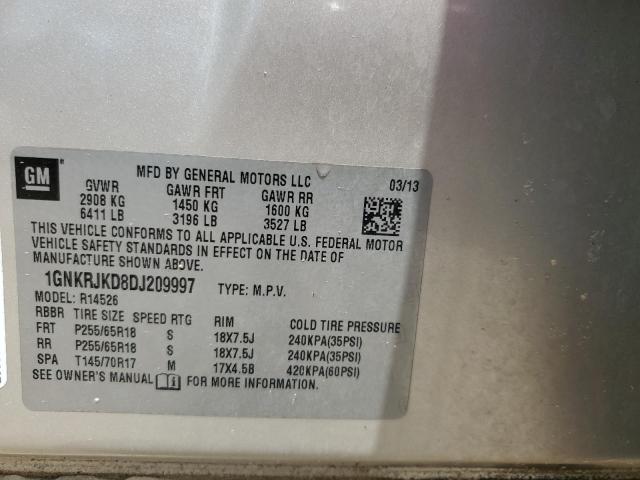 GM
MFD BY GENERAL MOTORS LLC
03/13
GVWR GAWR FRT GAWR RR
2908 KG 1450 KG 1600 KG
6411 LB 3196 LB 3527 LB
THIS VEHICLE CONFORMS TO ALL APPLICABLE U.S. FEDERAL MOTOR
VEHICLE SAFETY STANDARDS IN EFFECT ON THE DATE OF
MANUFACTURE SHOWN ABOVE.
1GNKRJKD8DJ209997 TYPE: M.P.V.
MODEL: R14526
RBBR TIRE SIZE SPEED RTG RIM COLD TIRE PRESSURE
FRT P255/65R18 S 18X7.5J 240KPA(35PSI)
RR P255/65R18 S 18X7.5J 240KPA(35PSI)
SPA T145/70R17 M 17X4.5B 420KPA(60PSI)
SEE OWNER'S MANUAL FOR MORE INFORMATION.